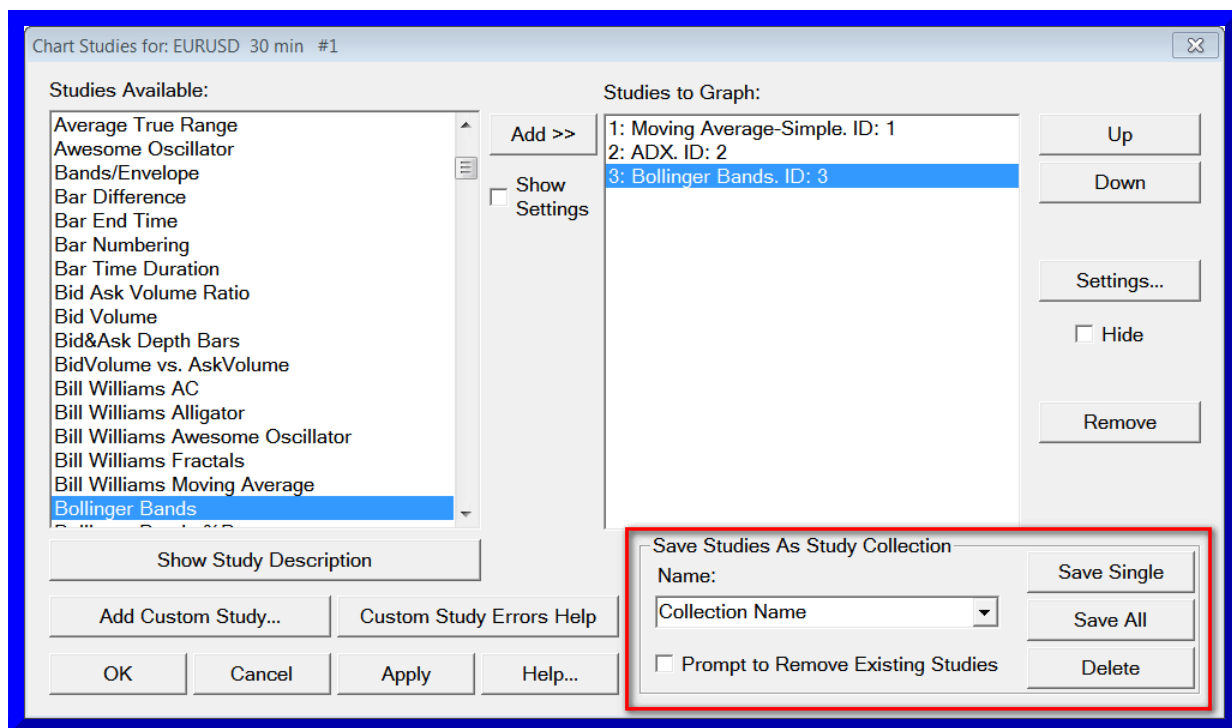 Chart Studies for: EURUSD 30 min #1
Studies Available:
Average True Range
Awesome Oscillator
Bands/Envelope
Bar Difference
Bar End Time
Bar Numbering
Bar Time Duration
Bid Ask Volume Ratio
Bid Volume
Bid&Ask Depth Bars
BidVolume vs. AskVolume
Bill Williams AC
Bill Williams Alligator
Bill Williams Awesome Oscillator
Bill Williams Fractals
Bill Williams Moving Average
Bollinger Bands
Add >>
Show
Settings
Studies to Graph:
1: Moving Average-Simple. ID: 1
2: ADX. ID: 2
3: Bollinger Bands. ID: 3
Up
Down
Settings...
Hide
Remove
Show Study Description
Add Custom Study...
Custom Study Errors Help
OK
Cancel
Apply
Help...
Save Studies As Study Collection
Name:
Collection Name
Prompt to Remove Existing Studies
Save Single
Save All
Delete